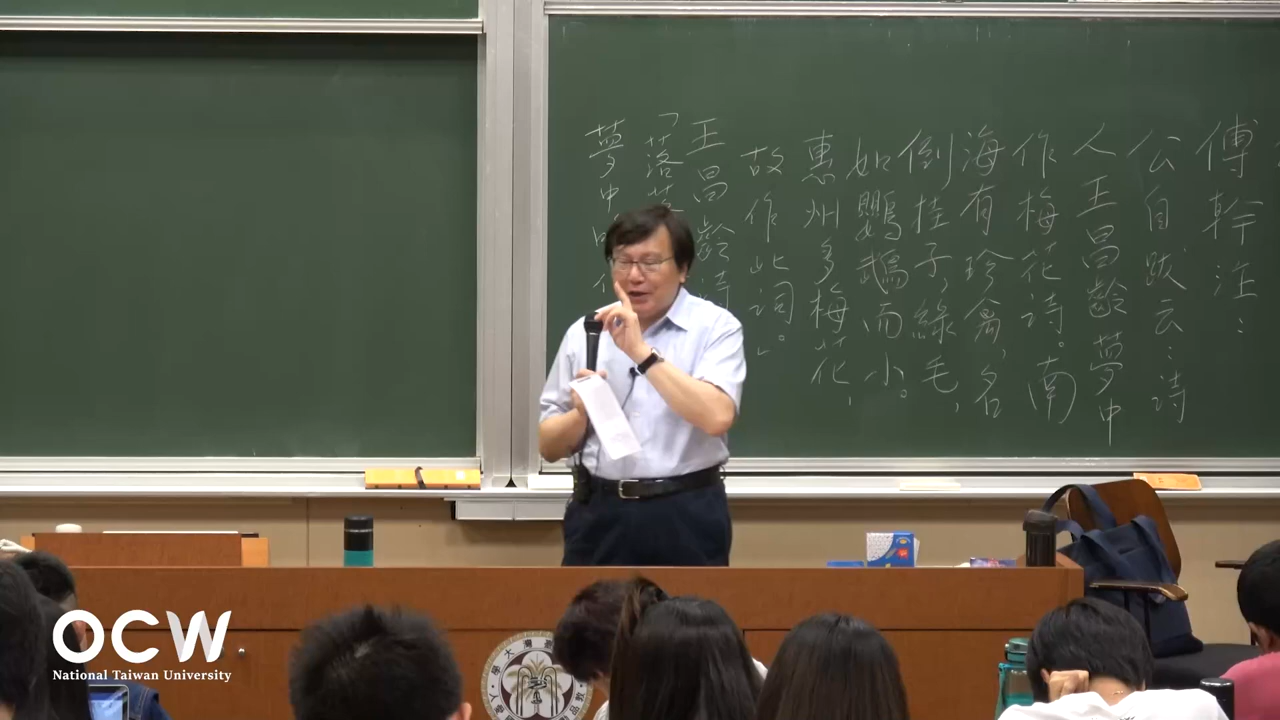 傅幹注：
公自跋云：詩
人王昌齡夢中
作梅花詩。南
海有珍禽，名
倒挂子，綠毛，
如鸚鵡而小。
惠州多梅花，
故作此詞。」
王昌齡詩
「落
夢中
OCW
National Taiwan University